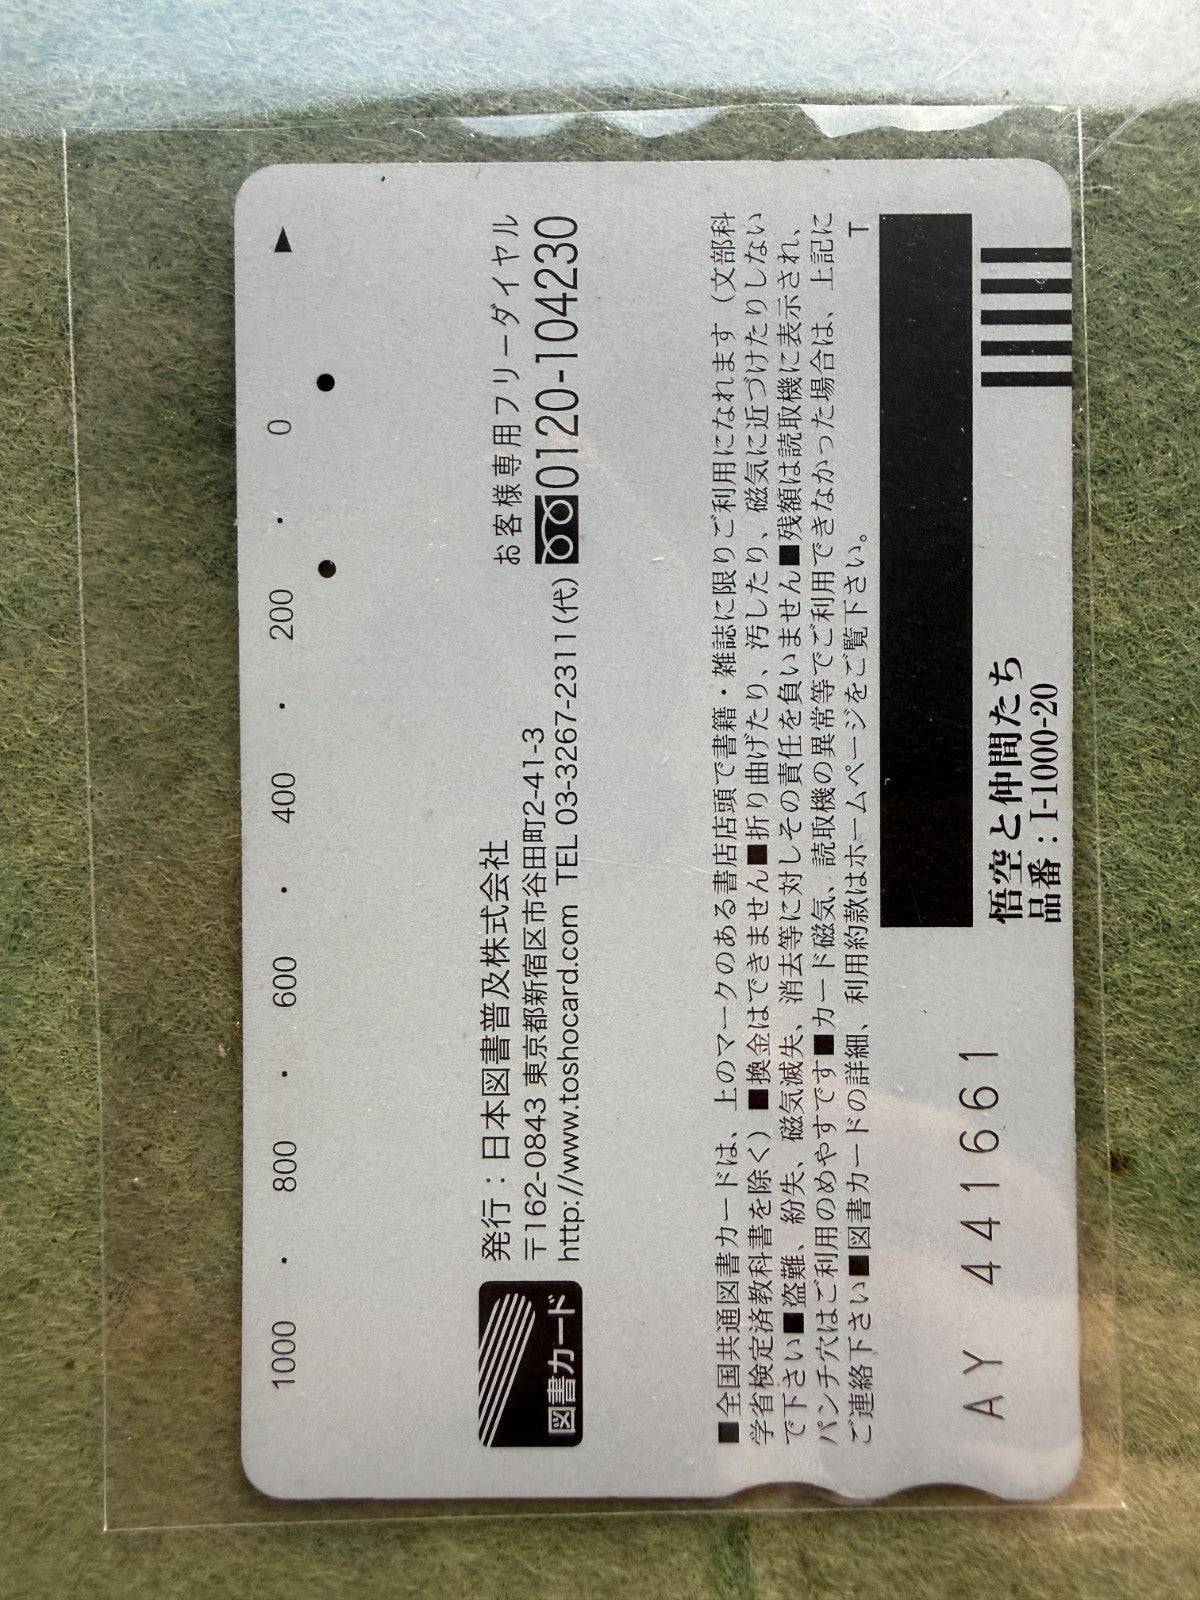 1000 ・ 800 ・ 600 ・ 400 ・ 200 ・ 0 ▶
図書カード
発行：日本図書普及株式会社
〒162-0843 東京都新宿区市谷田町2-41-3
http://www.toshocard.com TEL 03-3267-2311(代)
お客様専用フリーダイヤル
0120-104230
■全国共通図書カードは、上のマークのある書店店頭で書籍・雑誌に限りご利用になれます（文部科
学省検定済教科書を除く）■換金はできません■折り曲げたり、汚したり、磁気に近づけたりしない
で下さい■盗難、紛失、磁気滅失、消去等に対しその責任を負いません■残額は読取機に表示され、
パンチ穴はご利用のめやすです■カード磁気、読取機の異常等でご利用できなかった場合は、上記に
ご連絡下さい■図書カードの詳細、利用約款はホームページをご覧下さい。
T
悟空と仲間たち
品番：I-1000-20
AY 441661